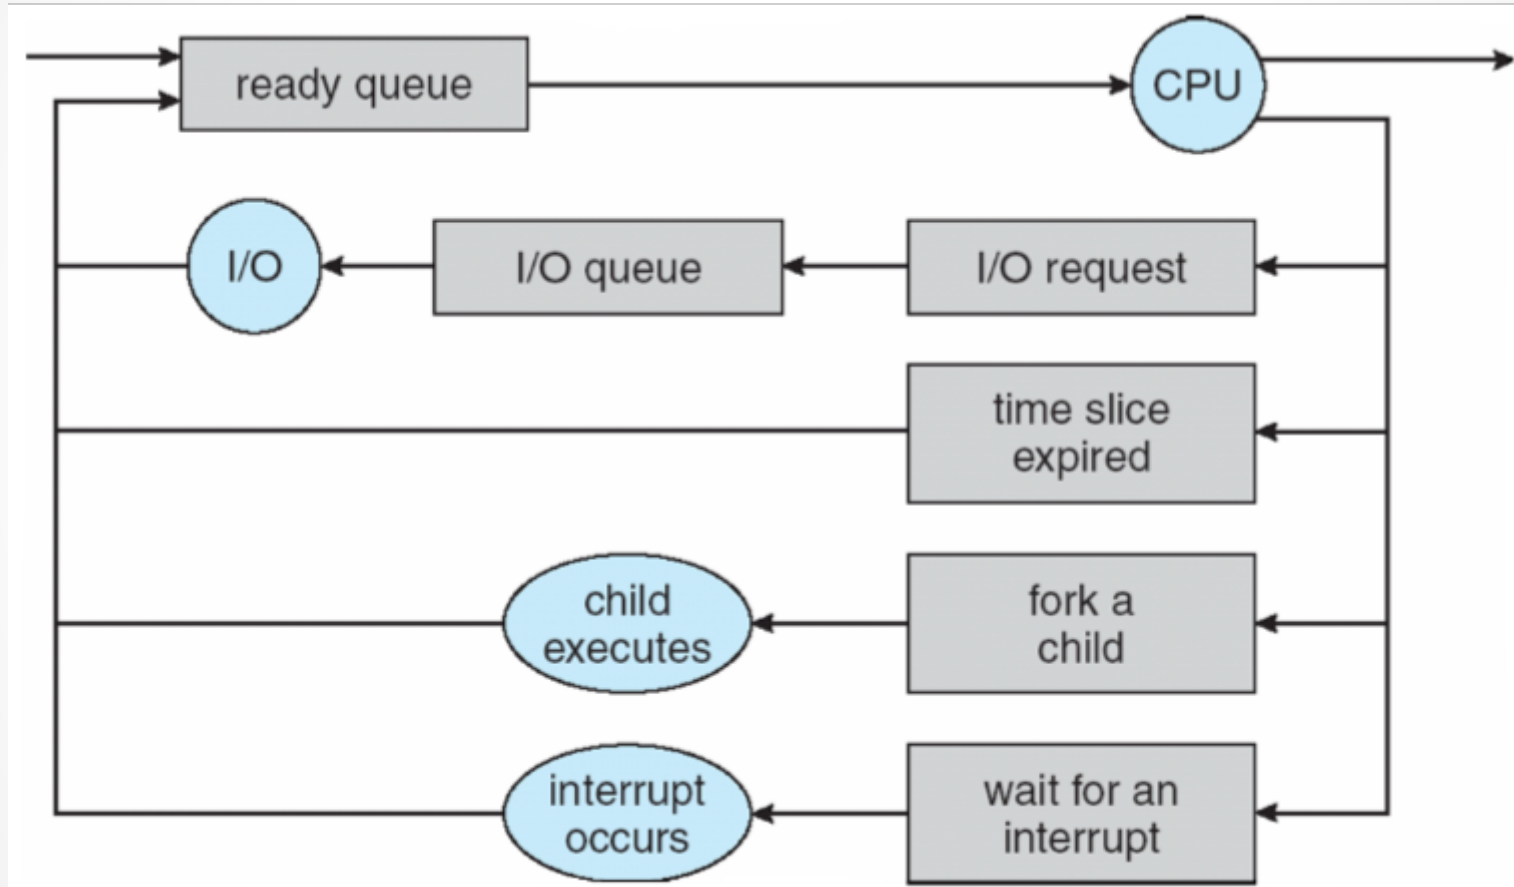 ready queue
CPU
I/O
I/O queue
I/O request
time slice
expired
child
executes
fork a
child
interrupt
occurs
wait for an
interrupt